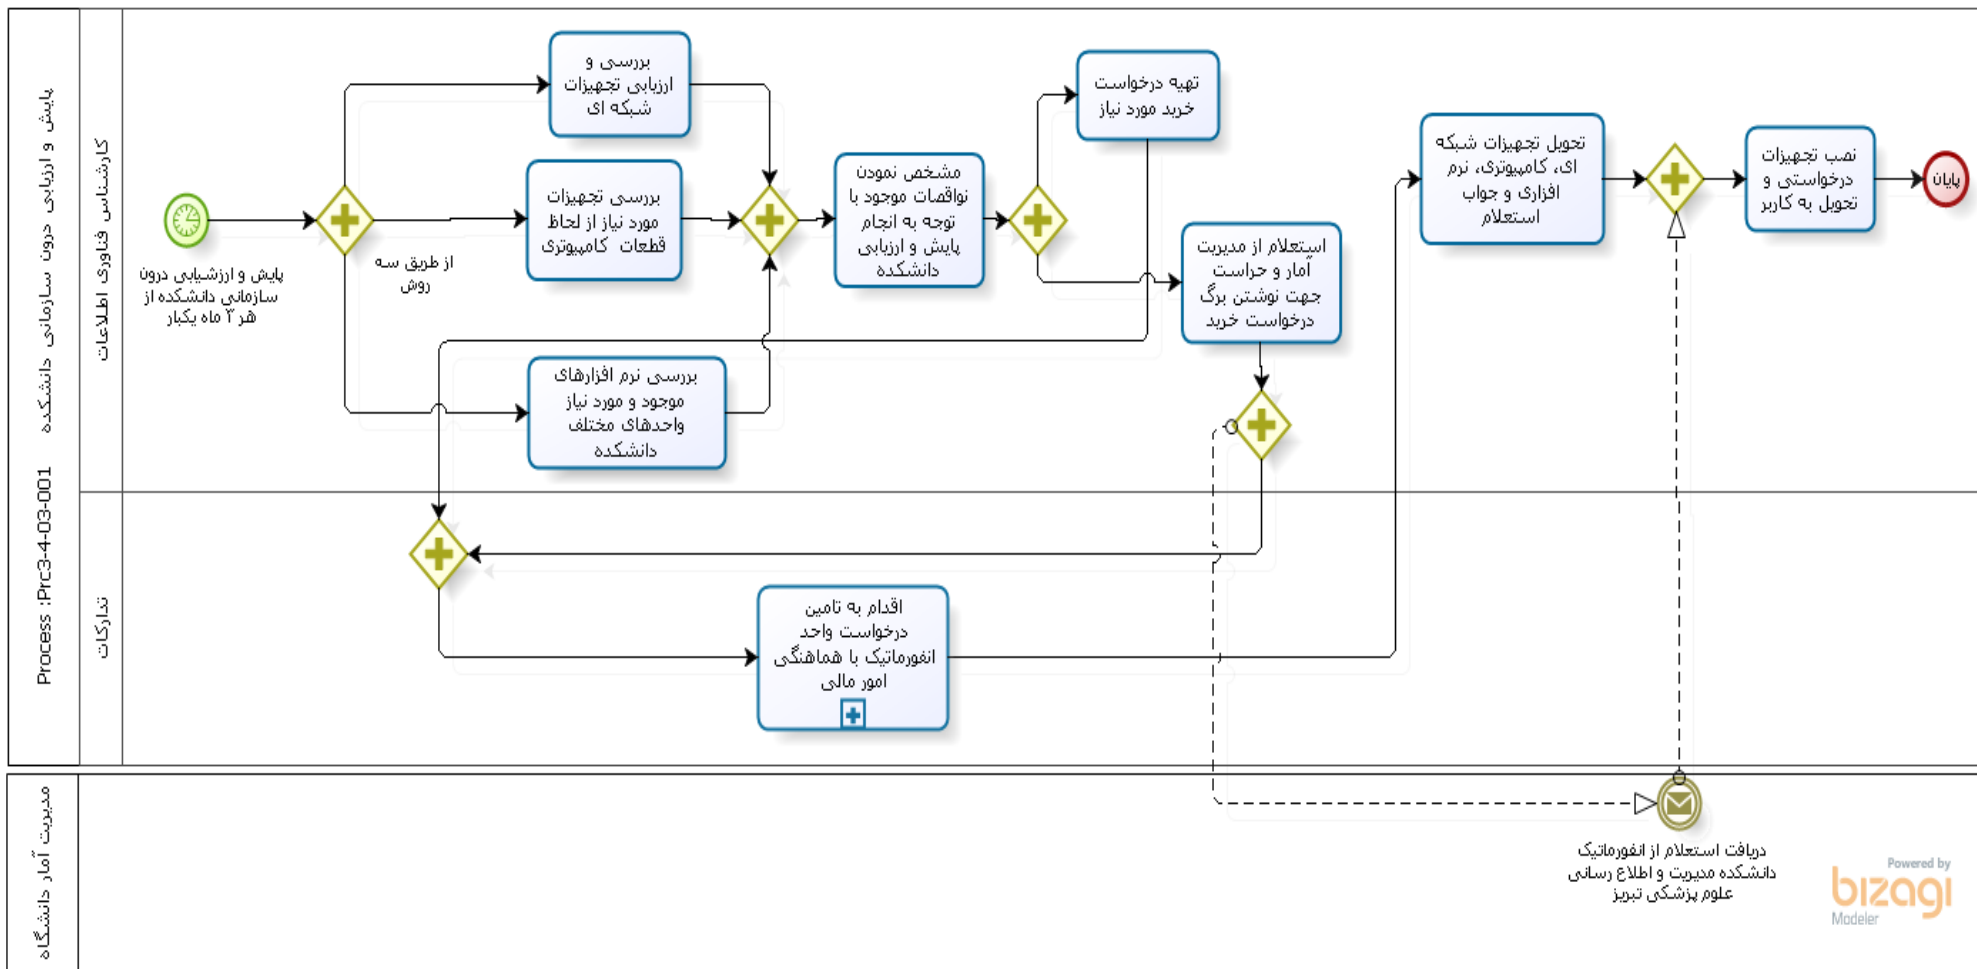 Process :Prc3-4-03-001 پایش و ارزیابی درون سازمانی دانشکده
کارشناس فناوری اطلاعات
تدارکات
مدیریت آمار دانشگاه
پایش و ارزشیابی درون
سازمانی دانشکده از
هر ۳ ماه یکبار
از طریق سه
روش
بررسی و
ارزیابی تجهیزات
شبکه ای
بررسی تجهیزات
مورد نیاز از لحاظ
قطعات کامپیوتری
بررسی نرم افزارهای
موجود و مورد نیاز
واحدهای مختلف
دانشکده
مشخص نمودن
نواقصات موجود با
توجه به انجام
پایش و ارزیابی
دانشکده
تهیه درخواست
خرید مورد نیاز
استعلام از مدیریت
آمار و حراست
جهت نوشتن برگ
درخواست خرید
اقدام به تامین
درخواست واحد
انفورماتیک با هماهنگی
امور مالی
تحویل تجهیزات شبکه
ای، کامپیوتری، نرم
افزاری و جواب
استعلام
نصب تجهیزات
درخواستی و
تحویل به کاربر
پایان
دریافت استعلام از انفورماتیک
دانشکده مدیریت و اطلاع رسانی
علوم پزشکی تبریز
Powered by
bizagi
Modeler